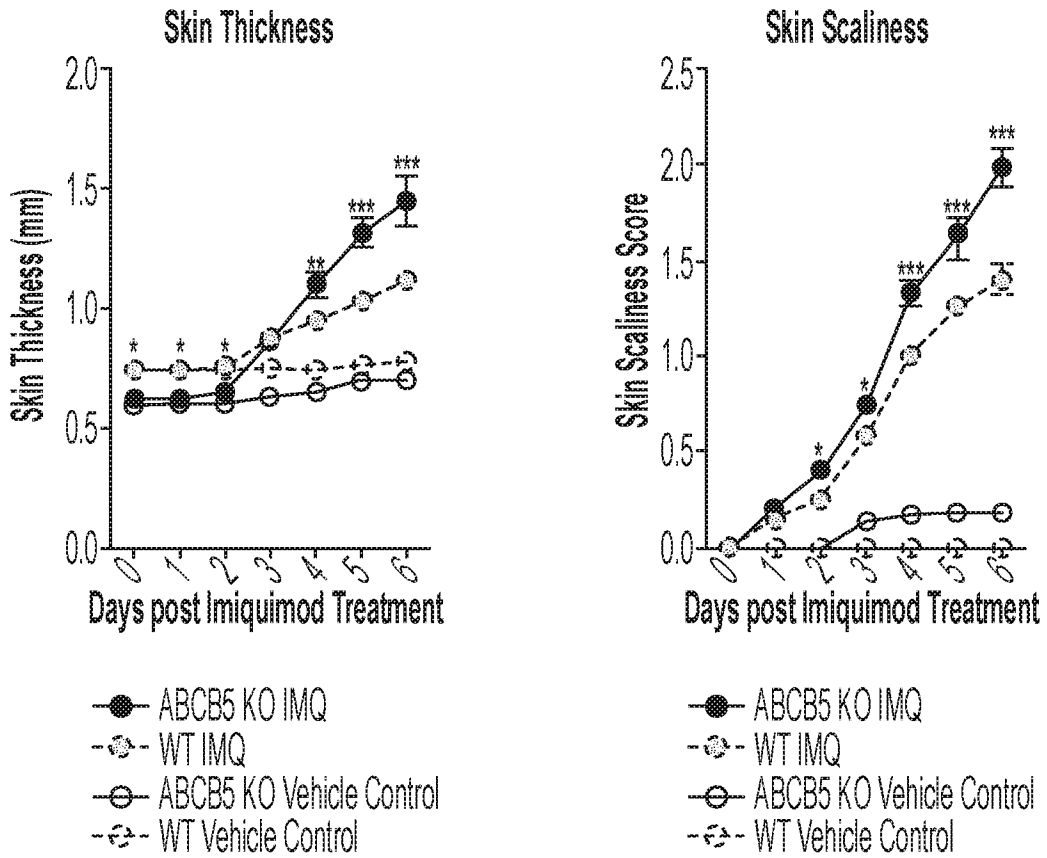 Skin Thickness
Skin Thickness (mm)
2.0
1.5
1.0
0.5
0.0
* * * ** *** ***
0 1 2 3 4 5 6
Days post Imiquimod Treatment
ABCB5 KO IMQ
WT IMQ
ABCB5 KO Vehicle Control
WT Vehicle Control
Skin Scaliness
Skin Scaliness Score
2.5
2.0
1.5
1.0
0.5
0.0
* * *** *** ***
0 1 2 3 4 5 6
Days post Imiquimod Treatment
ABCB5 KO IMQ
WT IMQ
ABCB5 KO Vehicle Control
WT Vehicle Control